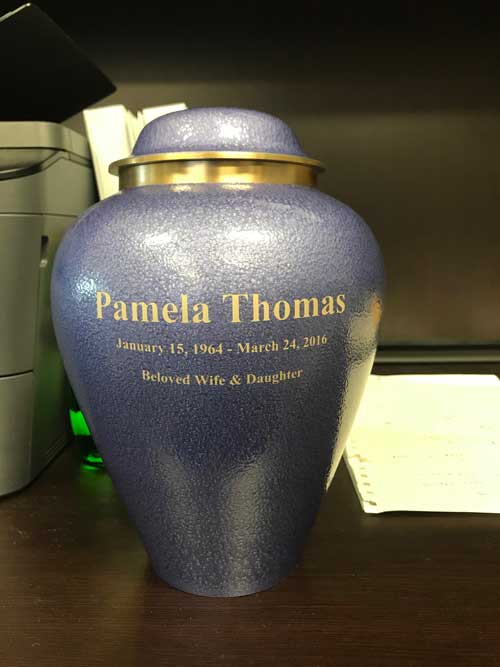 Pamela Thomas
January 15, 1964 - March 24, 2016
Beloved Wife & Daughter